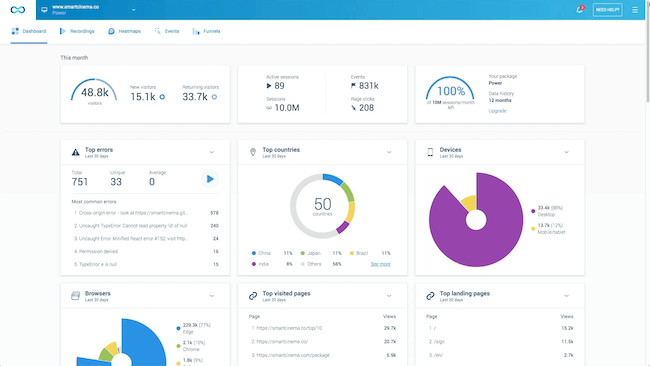 www.smartcinema.co
Power
NEED HELP?
Dashboard
Recordings
Heatmaps
Events
Funnels
This month
48.8k
visitors
New visitors
15.1k
Returning visitors
33.7k
Active sessions
89
Events
831k
Sessions
10.0M
Rage clicks
208
100%
of 10M sessions/month
left
Your package
Power
Data history
12 months
Upgrade
Top errors
Last 30 days
Total
751
Unique
33
Average
0
Most common errors
1. Cross-origin error - look at https://smartcinema.git... 578
2. Uncaught TypeError: Cannot read property 'id' of null 240
3. Uncaught Error: Minified React error #152; visit http... 24
4. Permission denied 16
5. TypeError: e is null 15
Top countries
Last 30 days
50
COUNTRIES
China 11%
Japan 11%
Brazil 11%
India 8%
Others 58%
See more
Devices
Last 30 days
33.4k (88%)
Desktop
13.7k (12%)
Mobile/tablet
Browsers
Last 30 days
229.3k (71%)
Edge
2.1k (10%)
Chrome
1.8k (9%)
Top visited pages
Last 30 days
Page Views
1. https://smartcinema.co/top/10 29.7k
2. https://smartcinema.co/ 20.7k
3. https://smartcinema.com/package 5.9k
Top landing pages
Last 30 days
Page Views
1. / 15.2k
2. /sign 11.5k
3. /en/ 2.7k